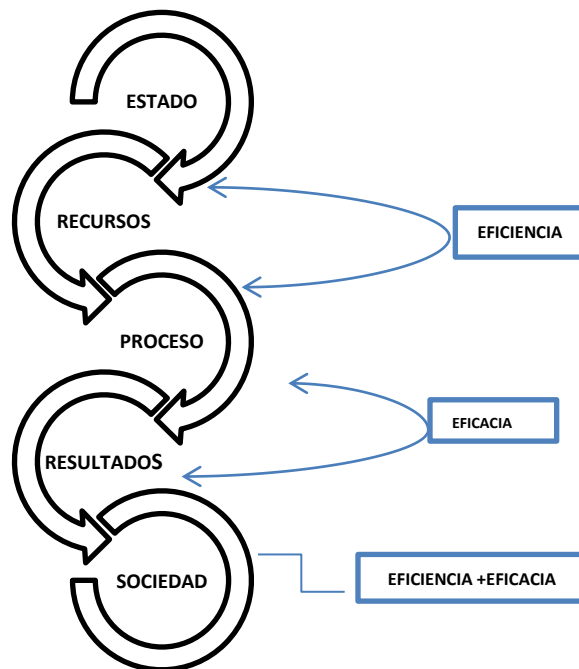 ESTADO
RECURSOS
EFICIENCIA
PROCESO
EFICACIA
RESULTADOS
SOCIEDAD
EFICIENCIA +EFICACIA